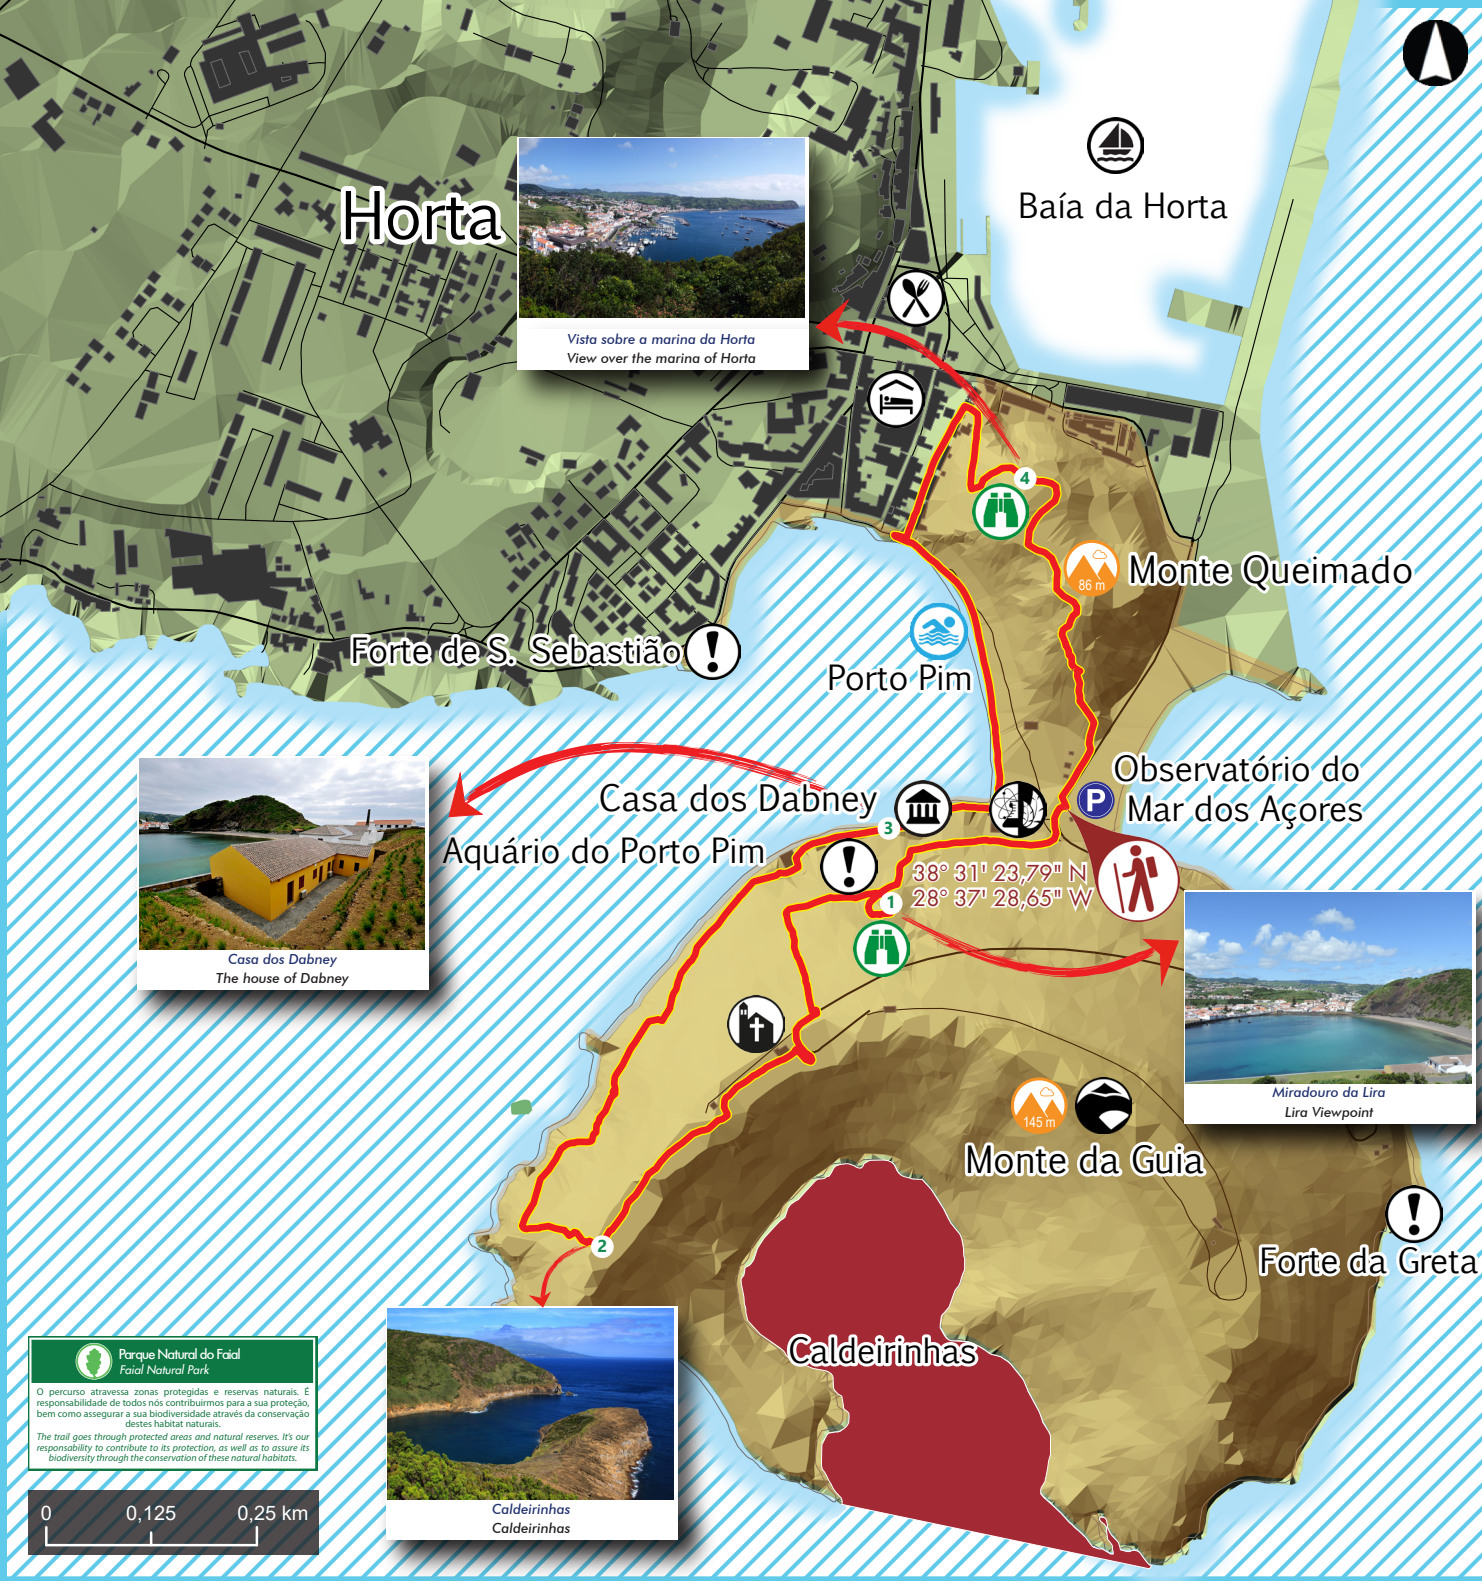 Baía da Horta
Horta
Vista sobre a marina da Horta
View over the marina of Horta
4
86 m
Monte Queimado
Forte de S. Sebastião
Porto Pim
Observatório do
Mar dos Açores
P
Casa dos Dabney
3
Aquário do Porto Pim
38° 31' 23,79" N
28° 37' 28,65" W
1
Casa dos Dabney
The house of Dabney
Miradouro da Lira
Lira Viewpoint
145 m
Monte da Guia
Forte da Greta
2
Caldeirinhas
Parque Natural do Faial
Faial Natural Park
O percurso atravessa zonas protegidas e reservas naturais. É
responsabilidade de todos nós contribuirmos para a sua proteção,
bem como assegurar a sua biodiversidade através da conservação
destes habitat naturais.
The trail goes through protected areas and natural reserves. It's our
responsability to contribute to its protection, as well as to assure its
biodiversity through the conservation of these natural habitats.
Caldeirinhas
Caldeirinhas
0 0,125 0,25 km